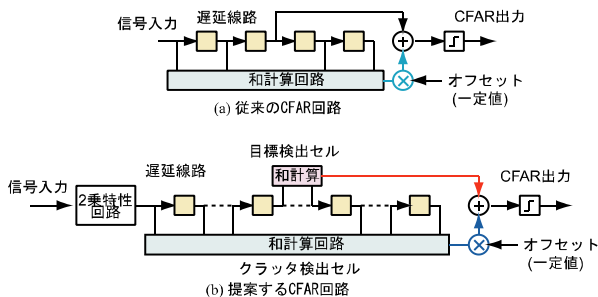 信号入力
遅延線路
CFAR出力
和計算回路
オフセット
(一定値)
(a) 従来のCFAR回路
目標検出セル
遅延線路
和計算
CFAR出力
信号入力
2乗特性
回路
和計算回路
オフセット
(一定値)
クラッタ検出セル
(b) 提案するCFAR回路